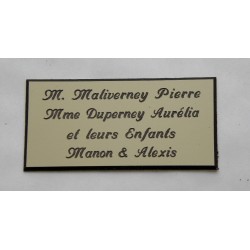 M. Maliverney Pierre
Mme Duperney Aurélia
et leurs Enfants
Manon & Alexis